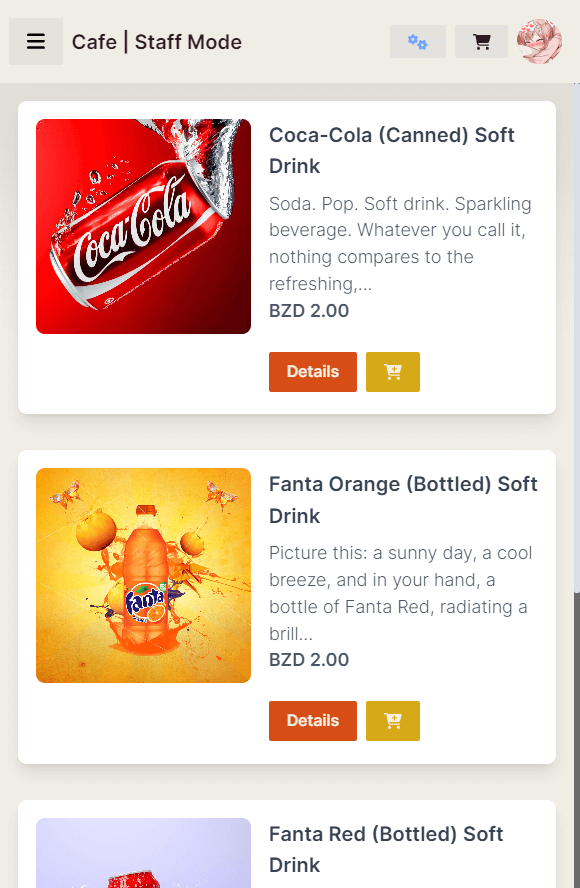 Cafe | Staff Mode
Coca-Cola (Canned) Soft
Drink
Coca-Cola
Soda. Pop. Soft drink. Sparkling
beverage. Whatever you call it,
nothing compares to the
refreshing,...
BZD 2.00
Details
Fanta Orange (Bottled) Soft
Drink
Picture this: a sunny day, a cool
breeze, and in your hand, a
bottle of Fanta Red, radiating a
brill...
Fanta
BZD 2.00
Details
Fanta Red (Bottled) Soft
Drink